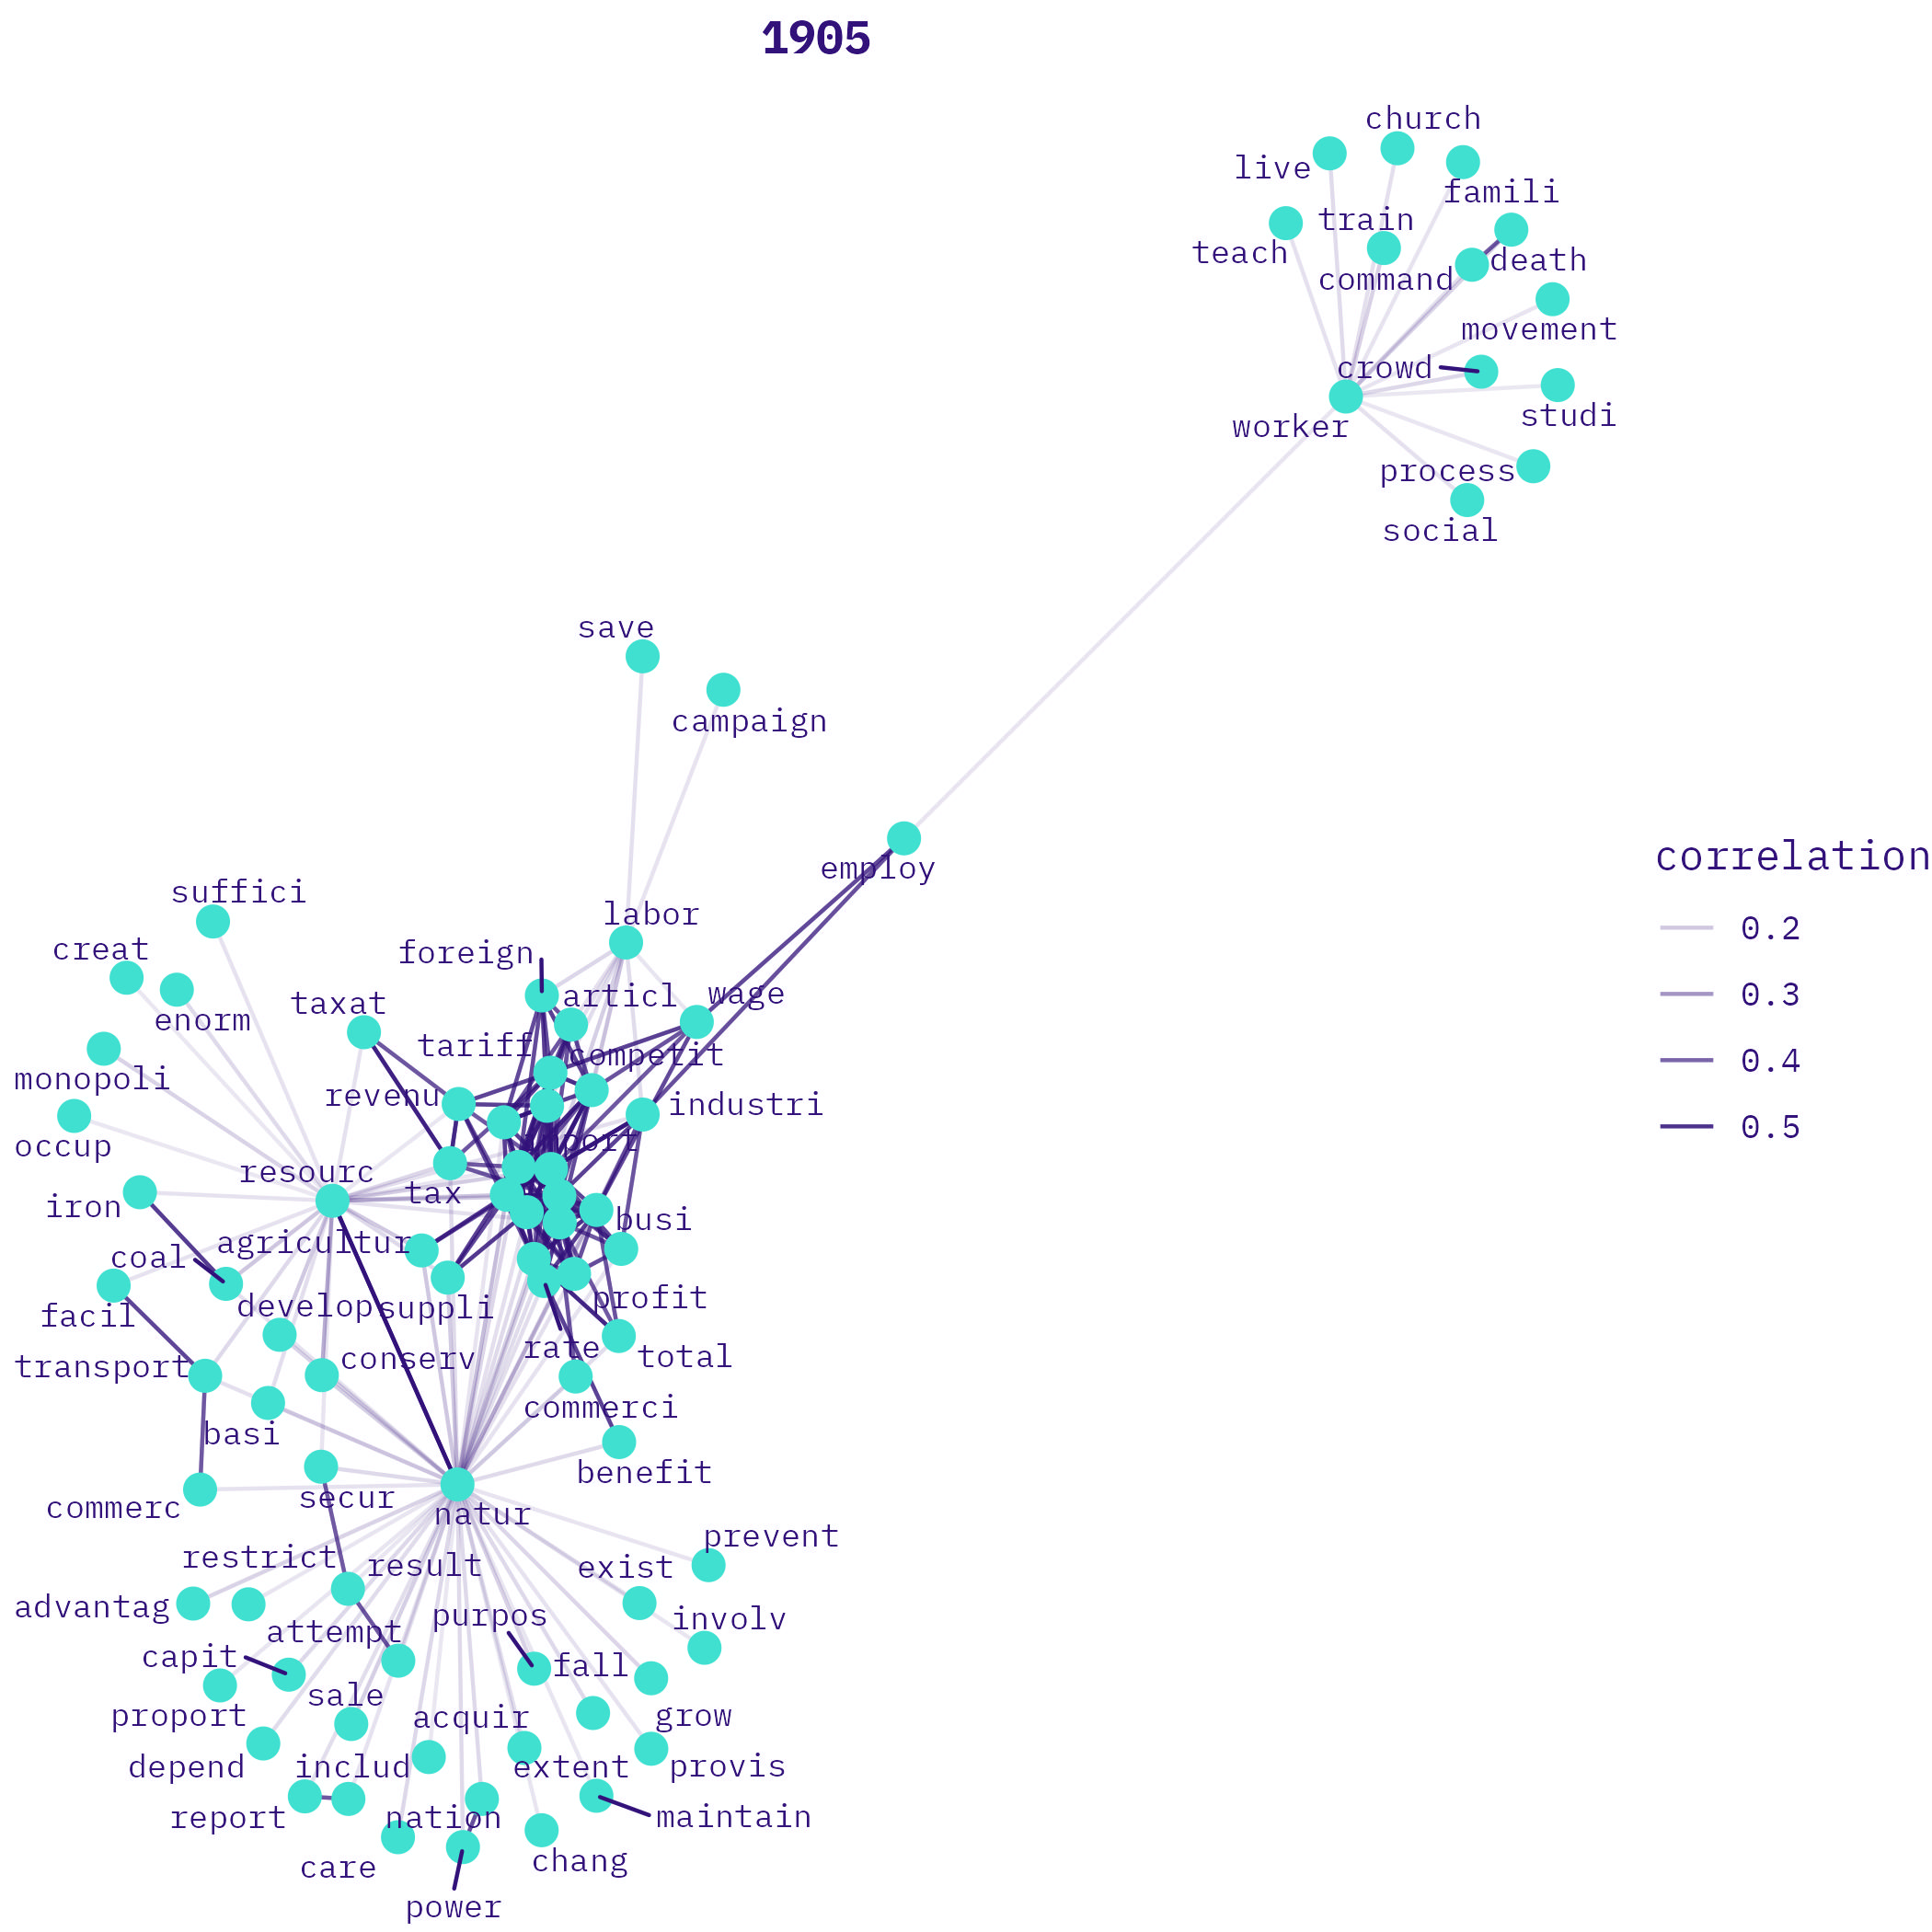 1905
church
live
famili
train
teach
death
command
movement
crowd
studi
worker
process
social
save
campaign
correlation
0.2
0.3
0.4
0.5
employ
suffici
labor
creat
foreign
articl
wage
taxat
enorm
tariff
competit
monopoli
revenu
industri
import
occup
resourc
tax
iron
busi
agricultur
coal
develop
suppli
profit
facil
rate
total
transport
conserv
commerci
basi
benefit
secur
commerc
natur
prevent
restrict
result
exist
advantag
purpos
involv
attempt
capit
fall
sale
proport
acquir
grow
depend
includ
extent
provis
report
nation
maintain
care
chang
power